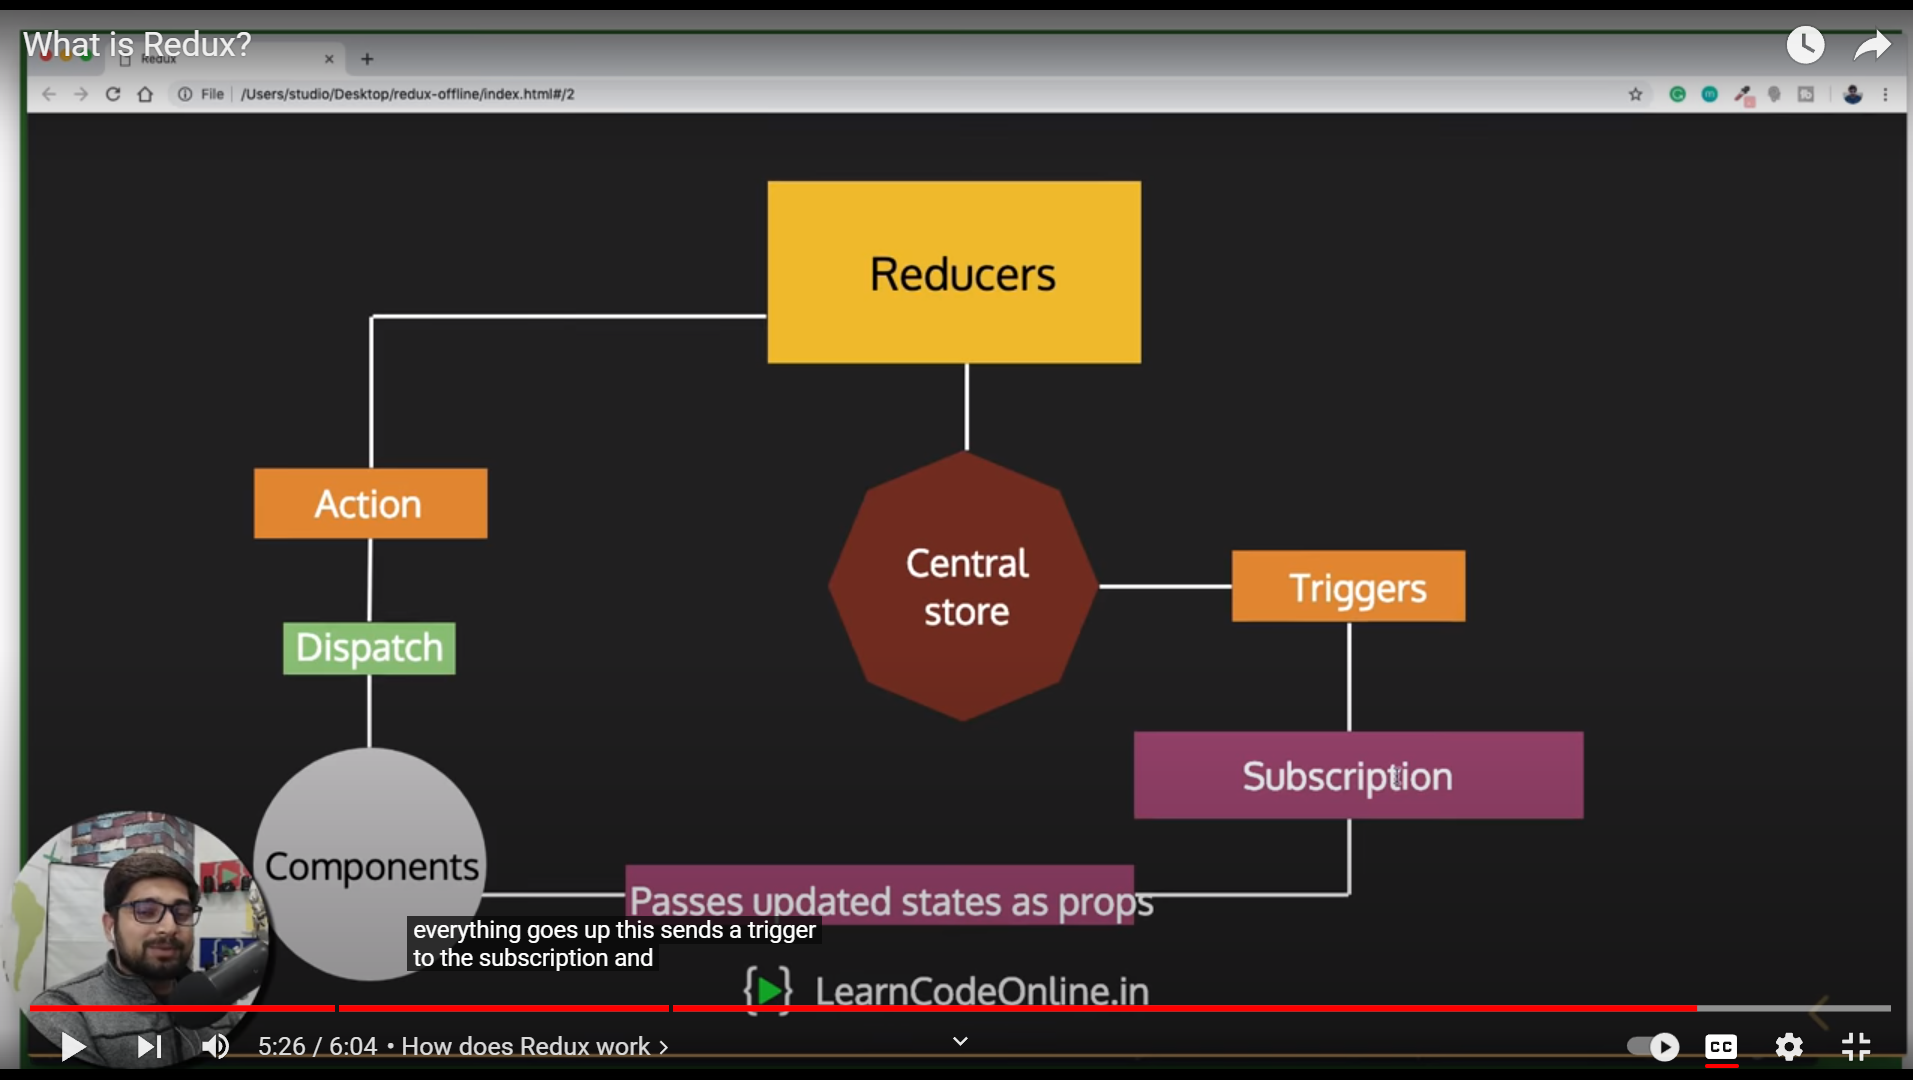 What is Redux?
Redux
File
/Users/studio/Desktop/redux-offline/index.html#/2
Reducers
Action
Central
store
Triggers
Dispatch
Subscription
Components
Passes updated states as props
everything goes up this sends a trigger
to the subscription and
{▶} LearnCodeOnline.in
5:26 / 6:04 • How does Redux work >
CC